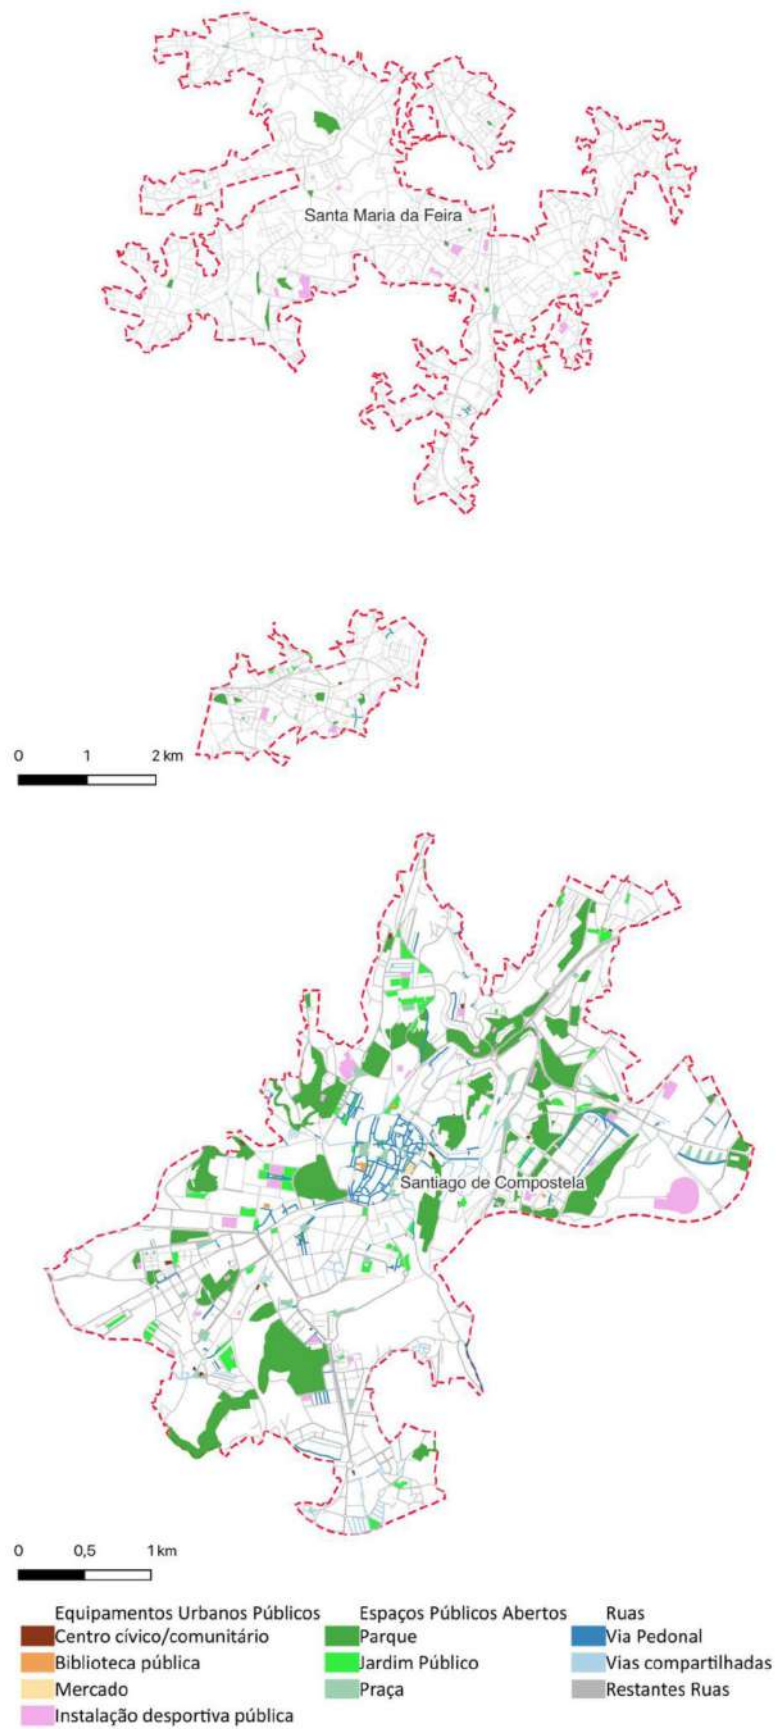 Santa Maria da Feira
0 1 2 km
Santiago de Compostela
0 0,5 1 km
Equipamentos Urbanos Públicos Espaços Públicos Abertos Ruas
Centro cívico/comunitário Parque Via Pedonal
Biblioteca pública Jardim Público Vias compartilhadas
Mercado Praça Restantes Ruas
Instalação desportiva pública